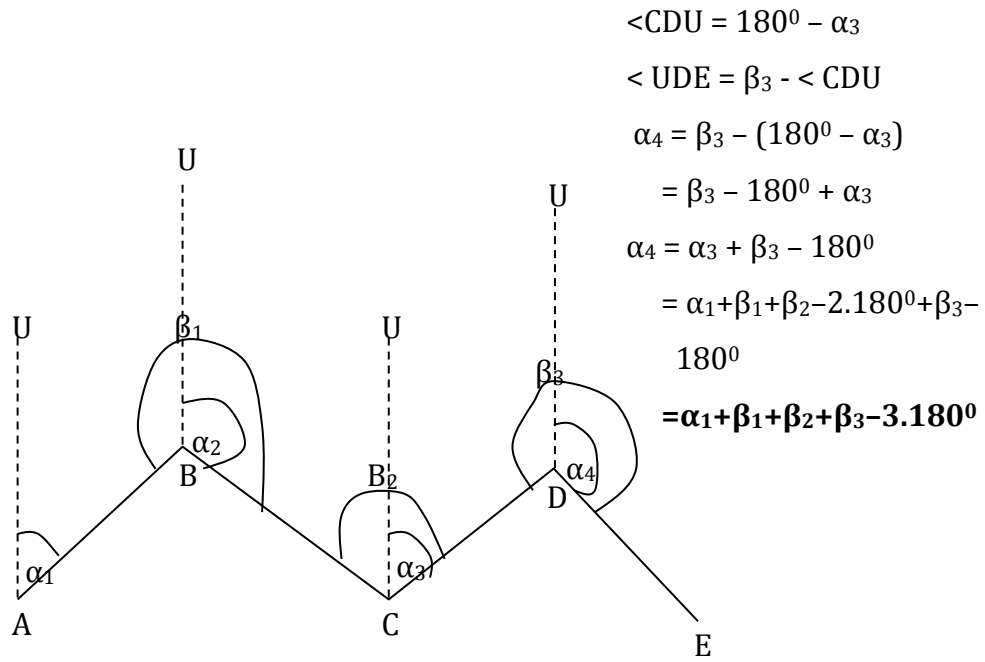 <CDU = 180⁰ – α₃
< UDE = β₃ - < CDU
α₄ = β₃ – (180⁰ – α₃)
= β₃ – 180⁰ + α₃
α₄ = α₃ + β₃ – 180⁰
= α₁+β₁+β₂–2.180⁰+β₃–
180⁰
=α₁+β₁+β₂+β₃–3.180⁰
U
U
U
β₁
U
β₃
α₂
B
B₂
α₄
D
α₁
α₃
A
C
E